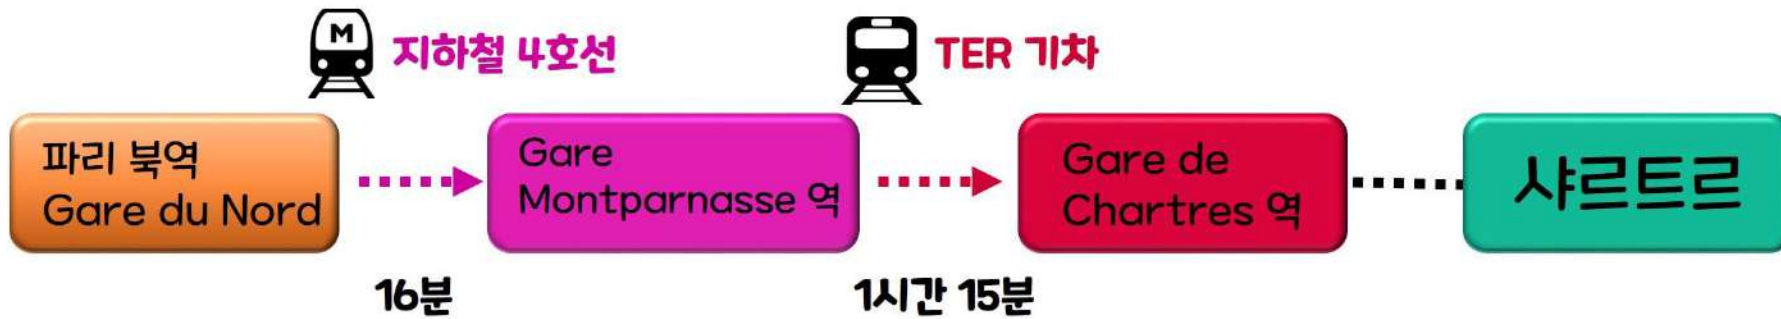 M
지하철 4호선
TER 기차
파리 북역
Gare du Nord
Gare
Montparnasse 역
Gare de
Chartres 역
샤르트르
16분
1시간 15분